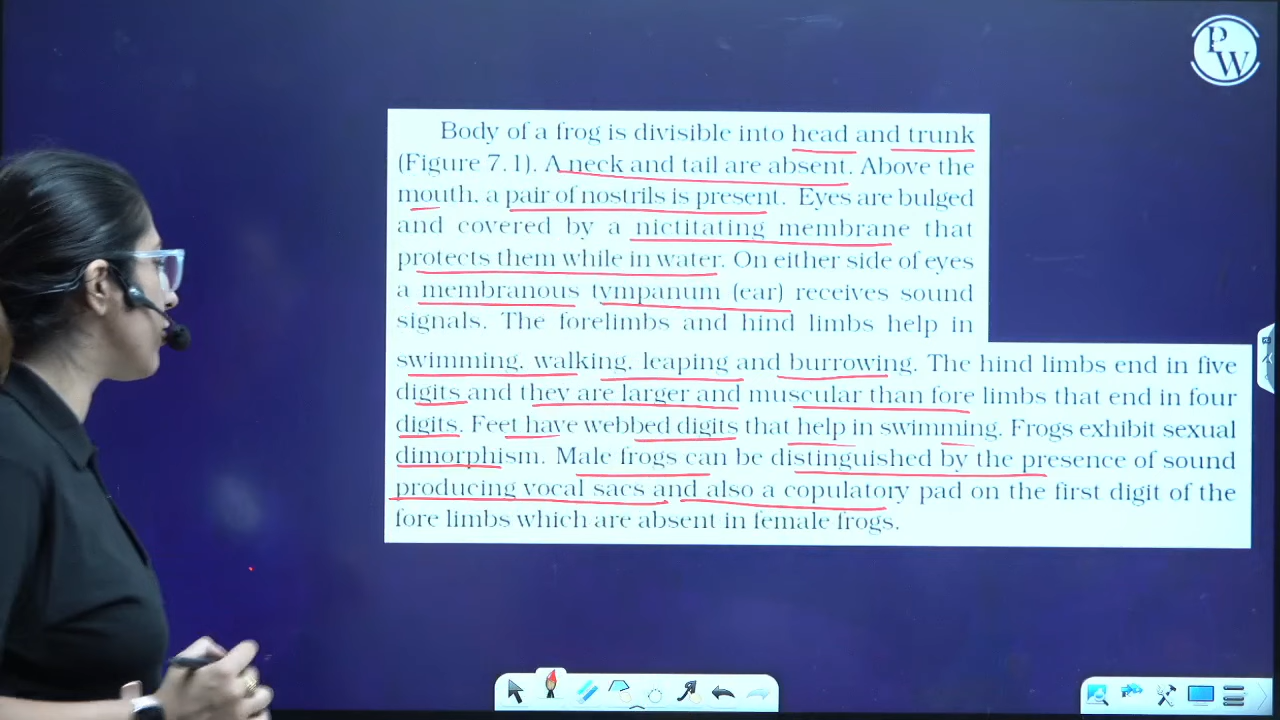 PW
Body of a frog is divisible into head and trunk
(Figure 7.1). A neck and tail are absent. Above the
mouth, a pair of nostrils is present. Eyes are bulged
and covered by a nictitating membrane that
protects them while in water. On either side of eyes
a membranous tympanum (ear) receives sound
signals. The forelimbs and hind limbs help in
swimming, walking, leaping and burrowing. The hind limbs end in five
digits and they are larger and muscular than fore limbs that end in four
digits. Feet have webbed digits that help in swimming. Frogs exhibit sexual
dimorphism. Male frogs can be distinguished by the presence of sound
producing vocal sacs and also a copulatory pad on the first digit of the
fore limbs which are absent in female frogs.